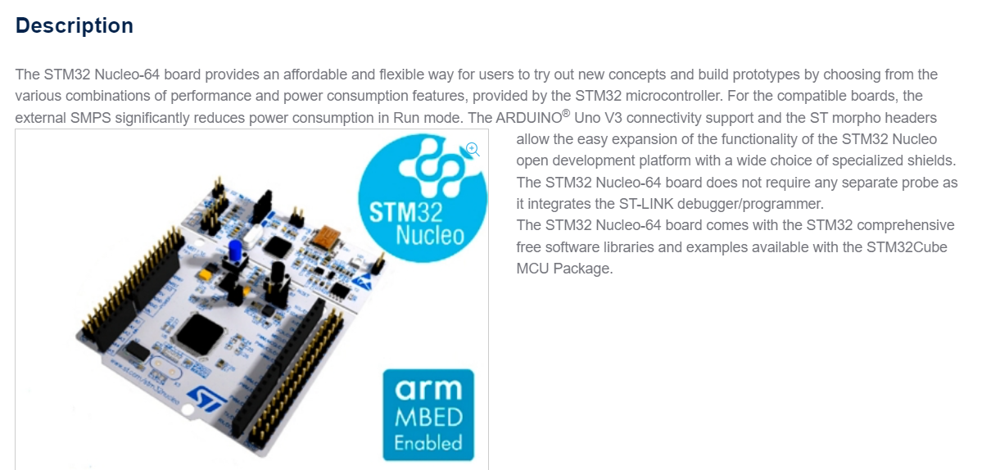 Description
The STM32 Nucleo-64 board provides an affordable and flexible way for users to try out new concepts and build prototypes by choosing from the
various combinations of performance and power consumption features, provided by the STM32 microcontroller. For the compatible boards, the
external SMPS significantly reduces power consumption in Run mode. The ARDUINO® Uno V3 connectivity support and the ST morpho headers
allow the easy expansion of the functionality of the STM32 Nucleo
open development platform with a wide choice of specialized shields.
The STM32 Nucleo-64 board does not require any separate probe as
it integrates the ST-LINK debugger/programmer.
The STM32 Nucleo-64 board comes with the STM32 comprehensive
free software libraries and examples available with the STM32Cube
MCU Package.
STM32
Nucleo
www.st.com/stm32nucleo
ST
arm
MBED
Enabled